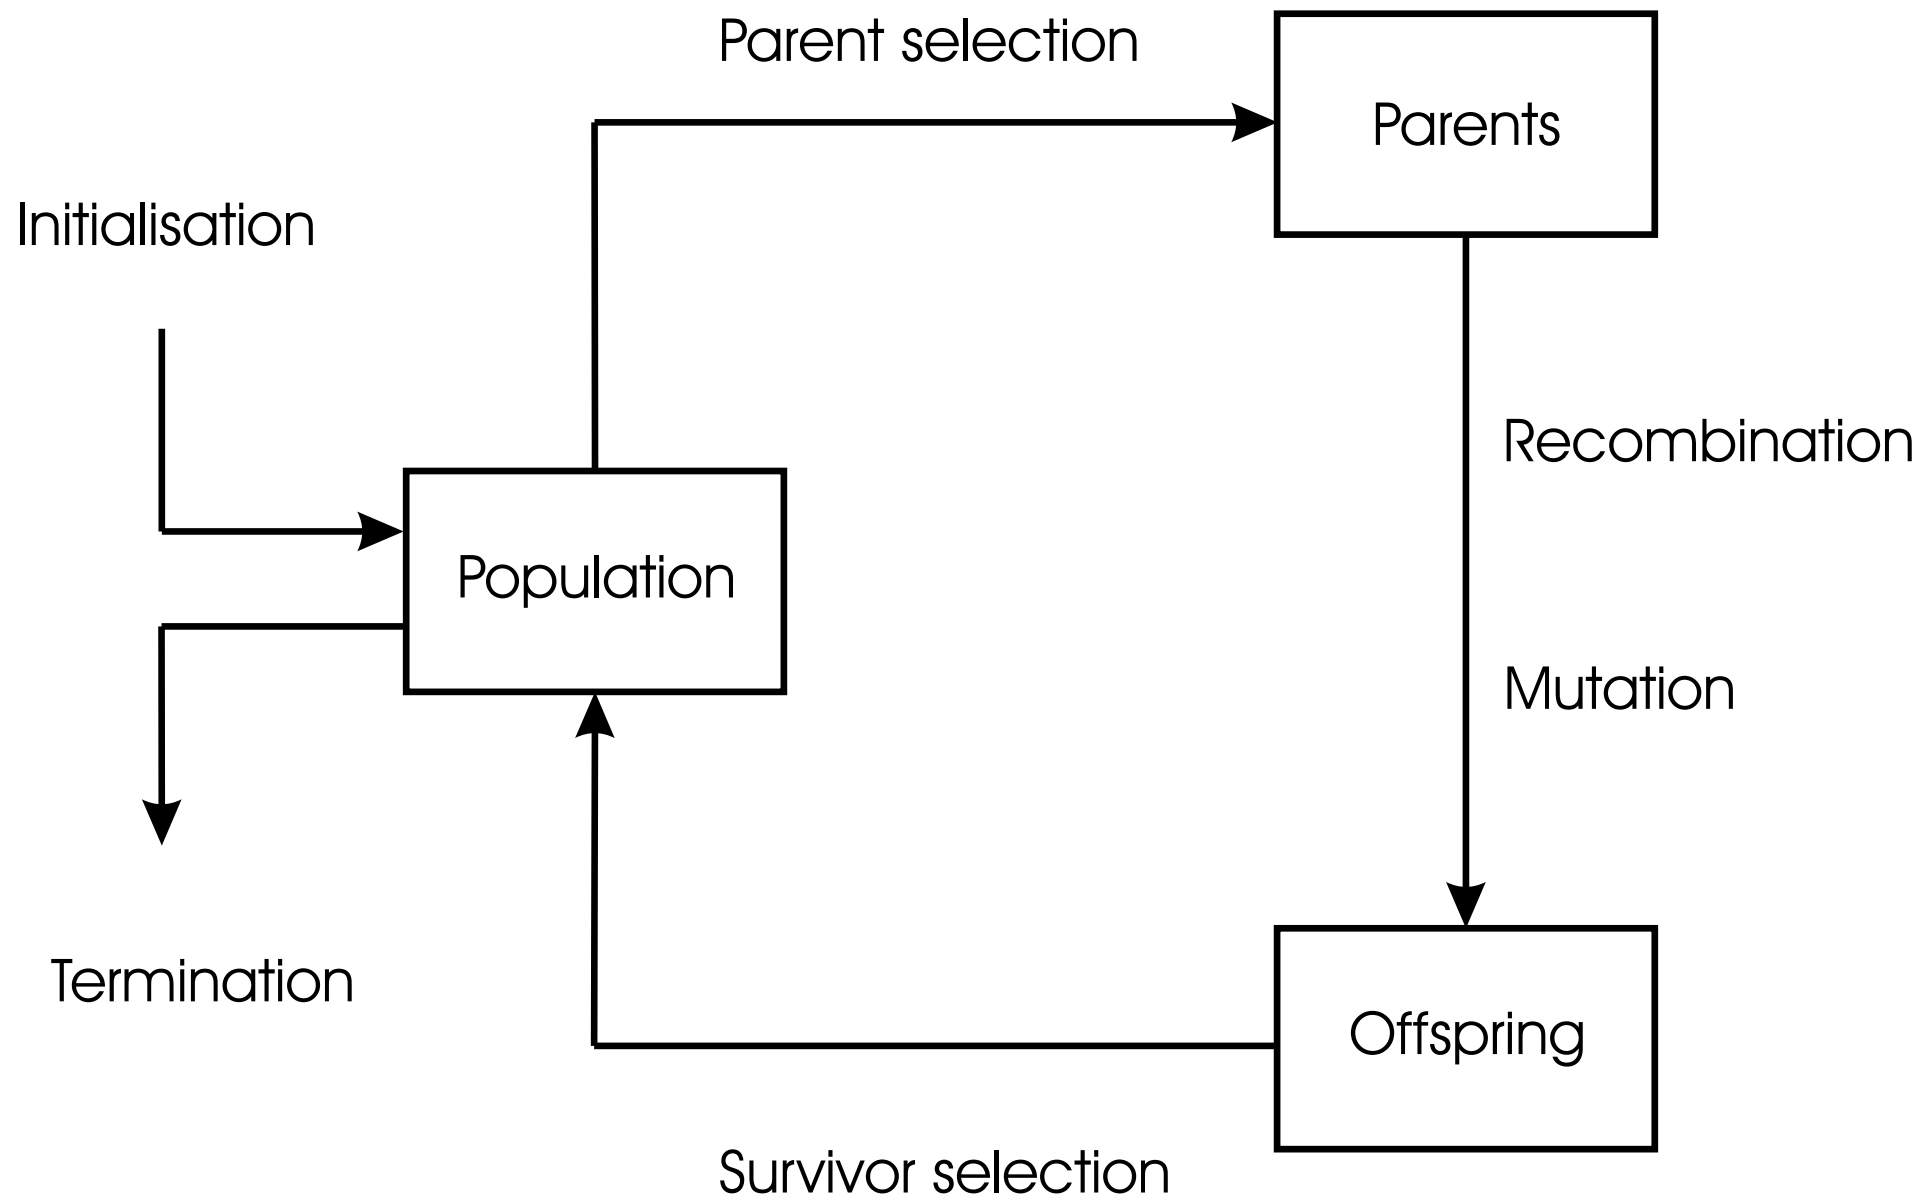 Parent selection
Parents
Initialisation
Recombination
Population
Mutation
Termination
Offspring
Survivor selection